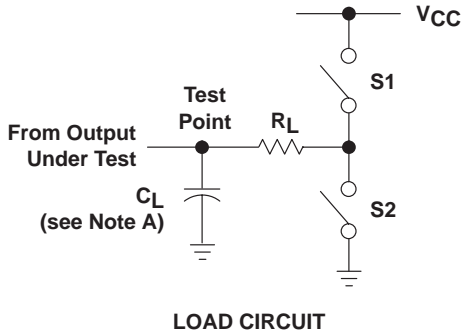 VCC
S1
Test
Point
RL
From Output
Under Test
CL
(see Note A)
S2
LOAD CIRCUIT